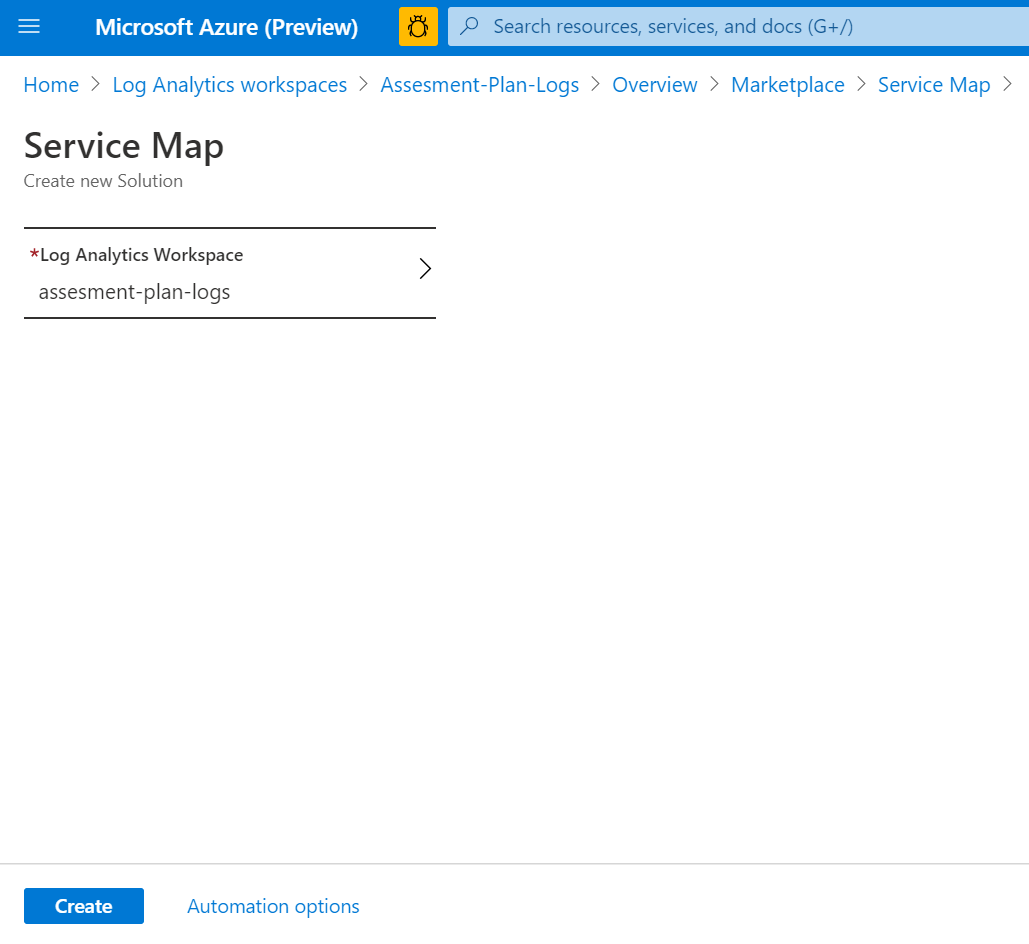 Microsoft Azure (Preview) Search resources, services, and docs (G+/)
Home > Log Analytics workspaces > Assesment-Plan-Logs > Overview > Marketplace > Service Map >
Service Map
Create new Solution
*Log Analytics Workspace
assesment-plan-logs
Create Automation options